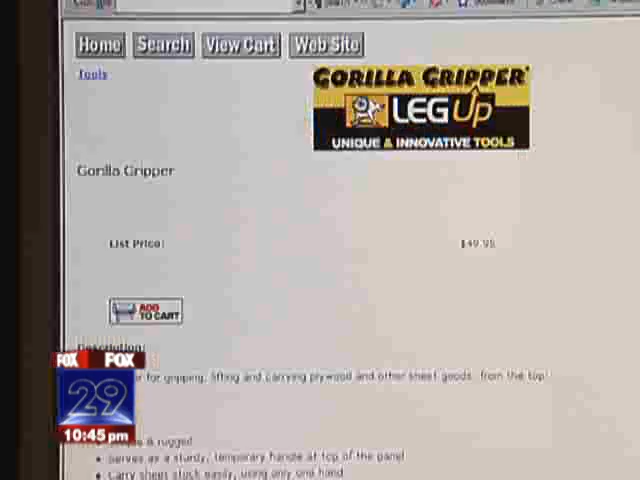 Home Search View Cart Web Site
Tools
GORILLA GRIPPER
LEG UP
UNIQUE & INNOVATIVE TOOLS
Gorilla Gripper
List Price: $49.95
ADD TO CART
Description:
for gripping, lifting and carrying plywood and other sheet goods from the top
& rugged
Serves as a sturdy, temporary handle at top of the panel
Carry sheet stock easily, using only one hand
FOX FOX
29
10:45 pm